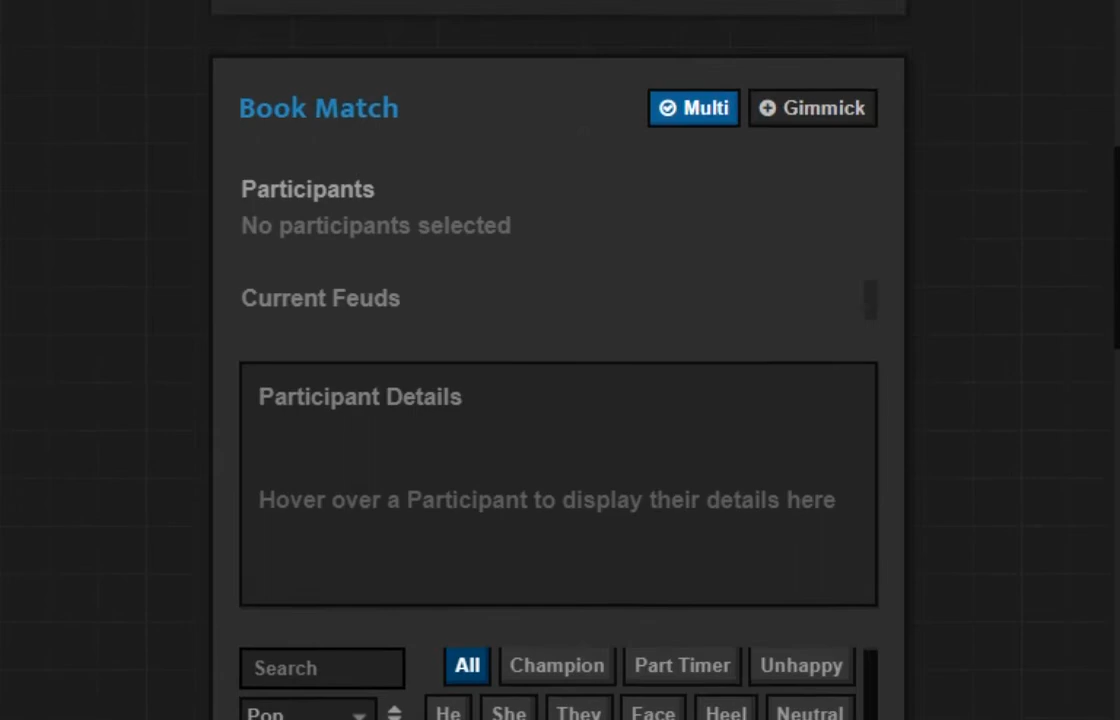 Book Match
Multi
Gimmick
Participants
No participants selected
Current Feuds
Participant Details
Hover over a Participant to display their details here
Search
All
Champion
Part Timer
Unhappy
Pop
He
She
They
Face
Heel
Neutral